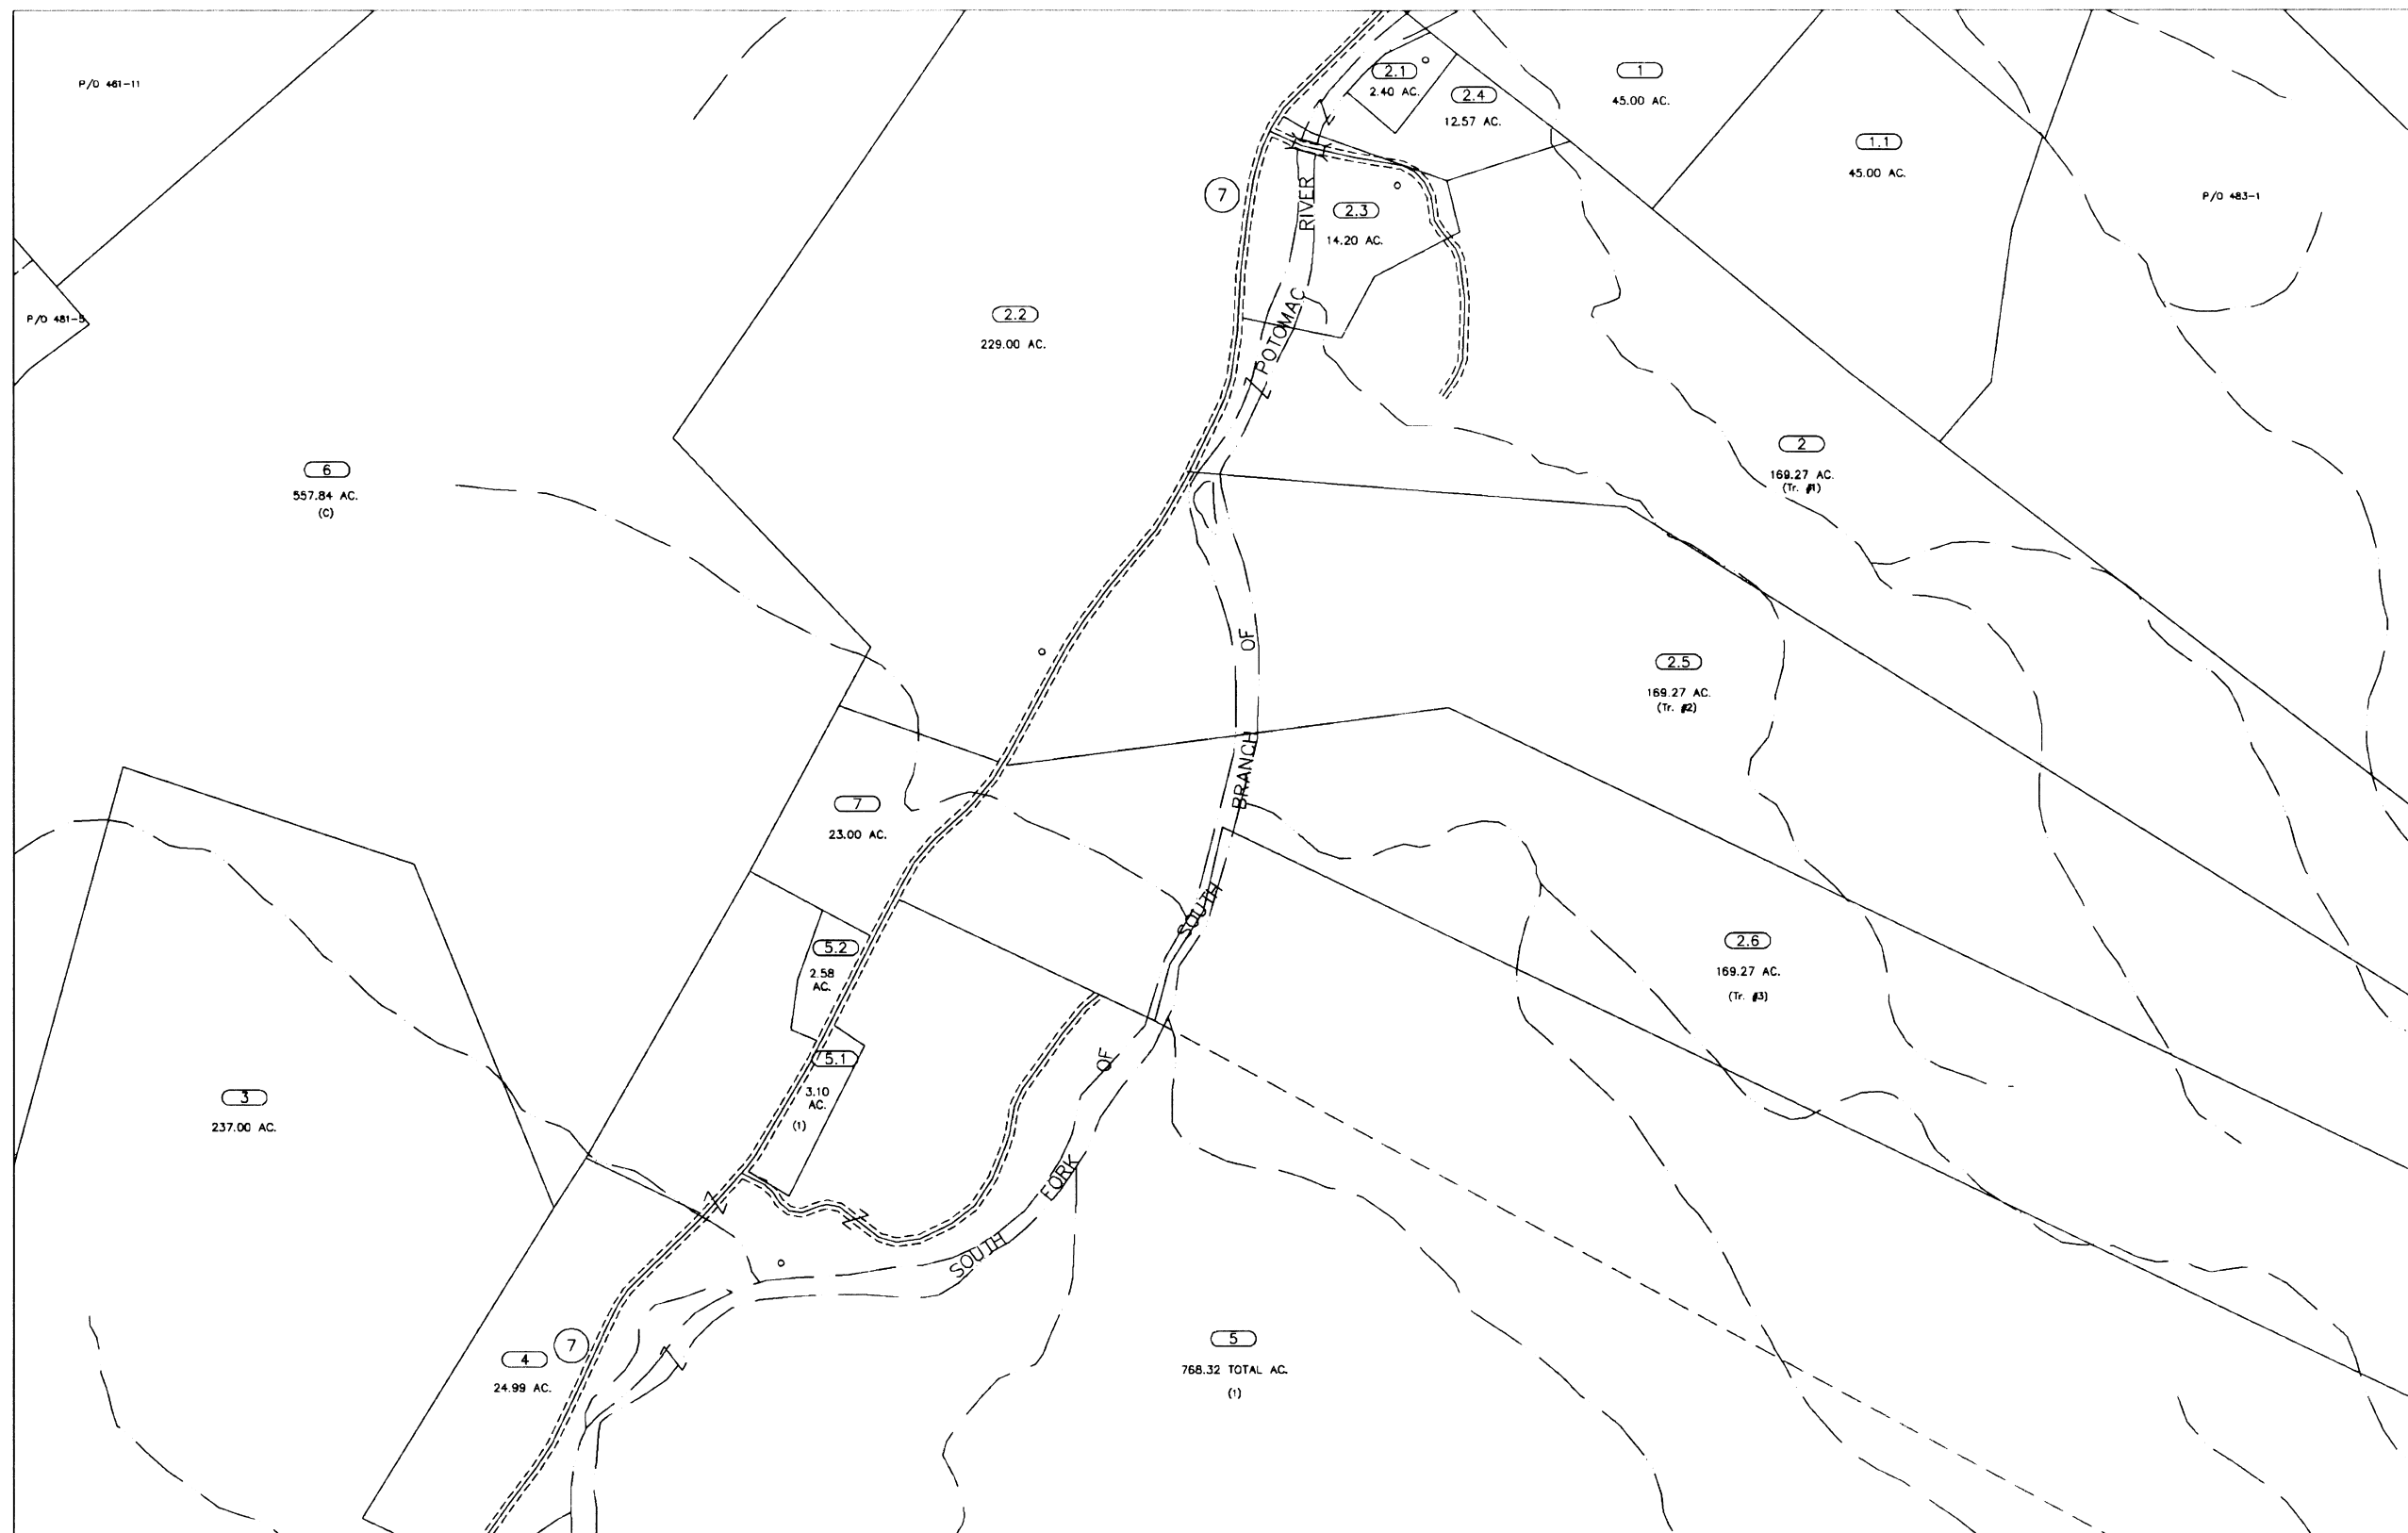 P/O 461-11
2.1
2.40 AC.
2.4
12.57 AC.
1
45.00 AC.
1.1
45.00 AC.
P/O 483-1
7
RIVER
2.3
14.20 AC.
P/O 481-5
2.2
229.00 AC.
POTOMAC
6
557.84 AC.
(C)
2
169.27 AC.
(Tr. #1)
OF
2.5
169.27 AC.
(Tr. #2)
BRANCH
7
23.00 AC.
SOUTH
5.2
2.58
AC.
2.6
169.27 AC.
(Tr. #3)
5.1
3.10
AC.
(1)
OF
3
237.00 AC.
FORK
SOUTH
7
4
24.99 AC.
5
768.32 TOTAL AC.
(1)